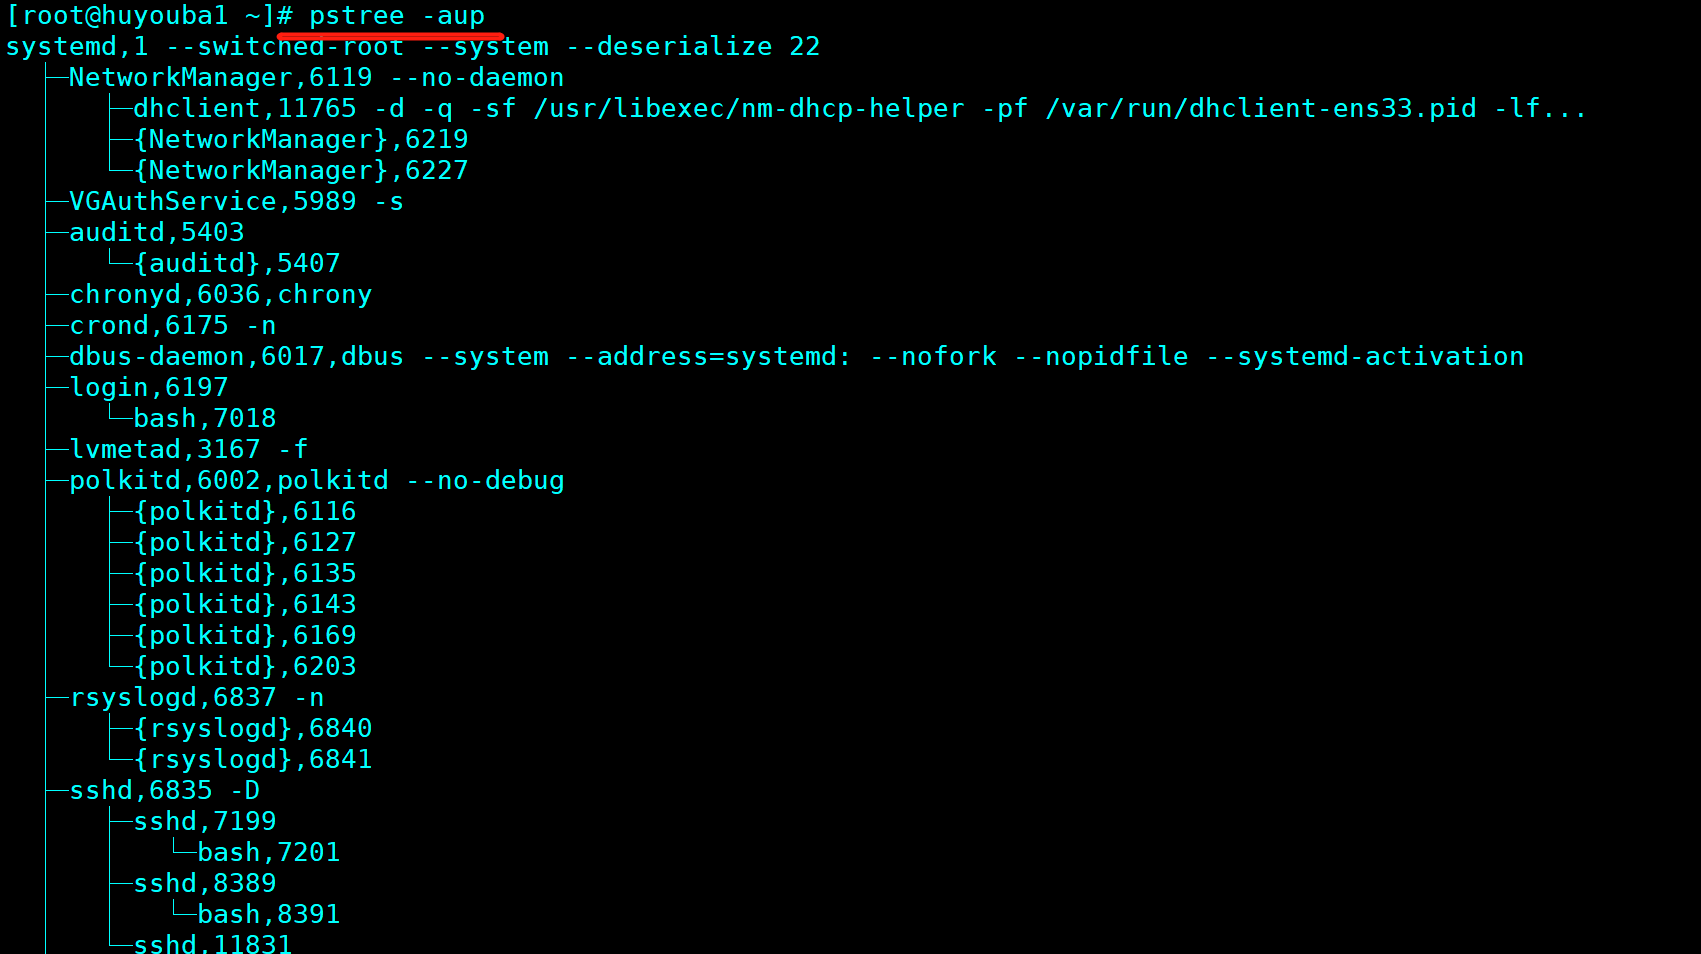 [root@huyouba1 ~]# pstree -aup
systemd,1 --switched-root --system --deserialize 22
├─NetworkManager,6119 --no-daemon
│   ├─dhclient,11765 -d -q -sf /usr/libexec/nm-dhcp-helper -pf /var/run/dhclient-ens33.pid -lf...
│   ├─{NetworkManager},6219
│   └─{NetworkManager},6227
├─VGAuthService,5989 -s
├─auditd,5403
│   └─{auditd},5407
├─chronyd,6036,chrony
├─crond,6175 -n
├─dbus-daemon,6017,dbus --system --address=systemd: --nofork --nopidfile --systemd-activation
├─login,6197
│   └─bash,7018
├─lvmetad,3167 -f
├─polkitd,6002,polkitd --no-debug
│   ├─{polkitd},6116
│   ├─{polkitd},6127
│   ├─{polkitd},6135
│   ├─{polkitd},6143
│   ├─{polkitd},6169
│   └─{polkitd},6203
├─rsyslogd,6837 -n
│   ├─{rsyslogd},6840
│   └─{rsyslogd},6841
├─sshd,6835 -D
│   ├─sshd,7199
│   │   └─bash,7201
│   ├─sshd,8389
│   │   └─bash,8391
│   └─sshd,11831